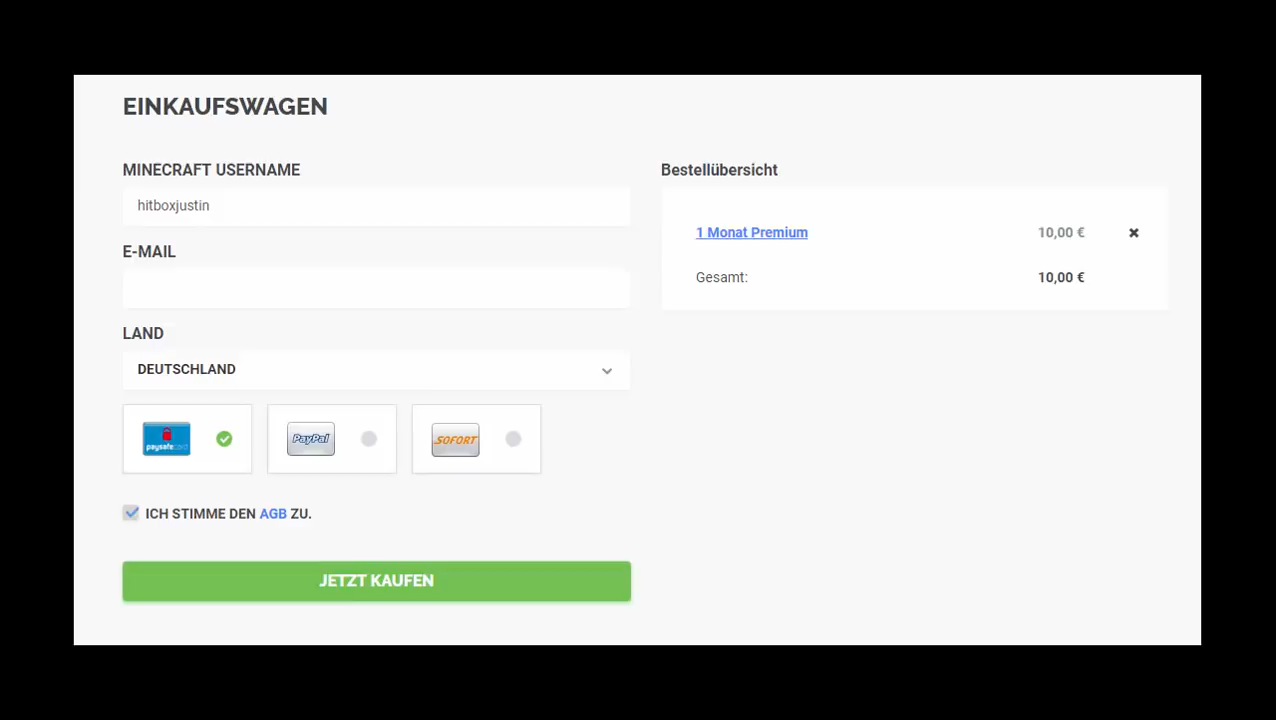 EINKAUFSWAGEN
MINECRAFT USERNAME
hitboxjustin
E-MAIL
LAND
DEUTSCHLAND
paysafecard
PayPal
SOFORT
ICH STIMME DEN AGB ZU.
JETZT KAUFEN
Bestellübersicht
1 Monat Premium 10,00 €
Gesamt: 10,00 €